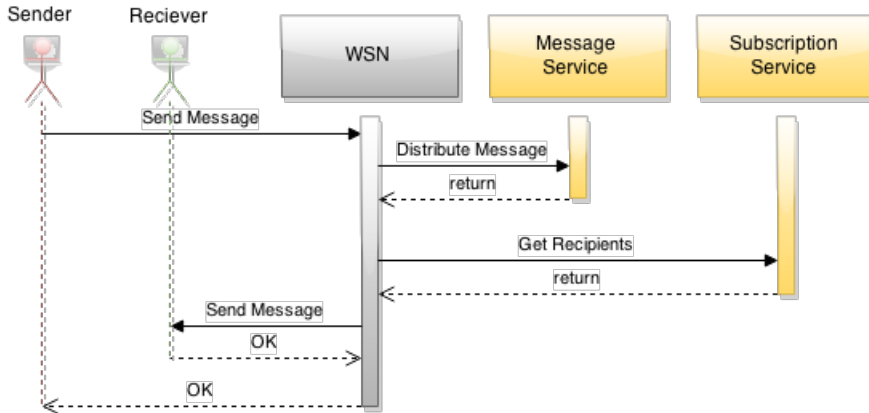 Sender
Reciever
WSN
Message
Service
Subscription
Service
Send Message
Distribute Message
return
Get Recipients
return
Send Message
OK
OK